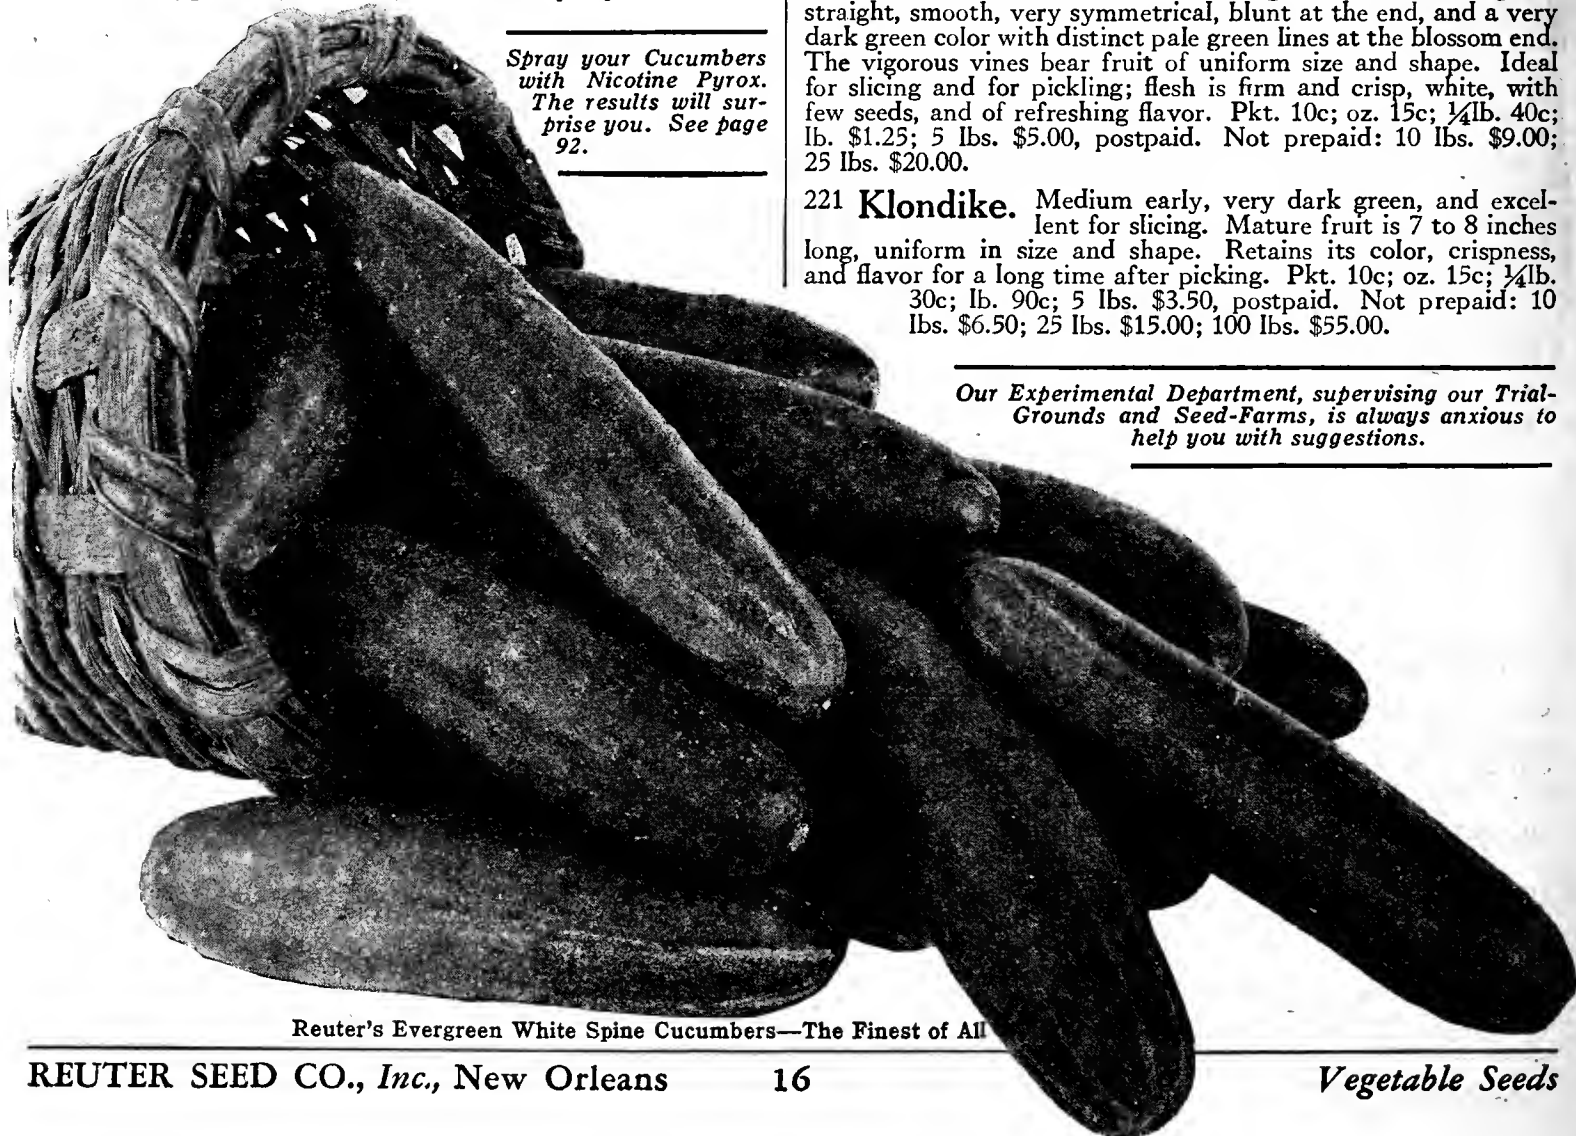 Spray your Cucumbers
with Nicotine Pyrox.
The results will sur-
prise you. See page
92.
straight, smooth, very symmetrical, blunt at the end, and a very
dark green color with distinct pale green lines at the blossom end.
The vigorous vines bear fruit of uniform size and shape. Ideal
for slicing and for pickling; flesh is firm and crisp, white, with
few seeds, and of refreshing flavor. Pkt. 10c; oz. 15c; ¼lb. 40c;
lb. $1.25; 5 lbs. $5.00, postpaid. Not prepaid: 10 lbs. $9.00;
25 lbs. $20.00.
221 Klondike. Medium early, very dark green, and excel-
lent for slicing. Mature fruit is 7 to 8 inches
long, uniform in size and shape. Retains its color, crispness,
and flavor for a long time after picking. Pkt. 10c; oz. 15c; ¼lb.
30c; lb. 90c; 5 lbs. $3.50, postpaid. Not prepaid: 10
lbs. $6.50; 25 lbs. $15.00; 100 lbs. $55.00.
Our Experimental Department, supervising our Trial-
Grounds and Seed-Farms, is always anxious to
help you with suggestions.
Reuter's Evergreen White Spine Cucumbers—The Finest of All
REUTER SEED CO., Inc., New Orleans 16 Vegetable Seeds